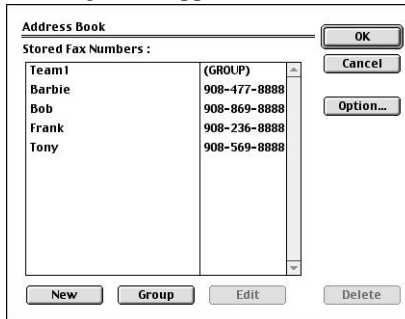 Address Book
Stored Fax Numbers :
OK
Cancel
Option...
Team1 (GROUP)
Barbie 908-477-8888
Bob 908-869-8888
Frank 908-236-8888
Tony 908-569-8888
New Group Edit Delete